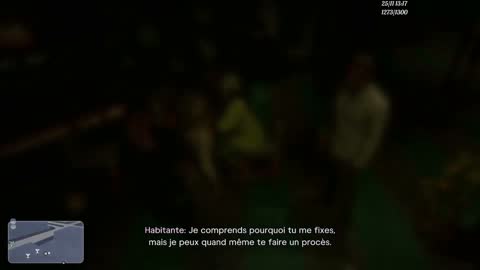 25/11 13:17
1273/1300
Habitante: Je comprends pourquoi tu me fixes,
mais je peux quand même te faire un procès.